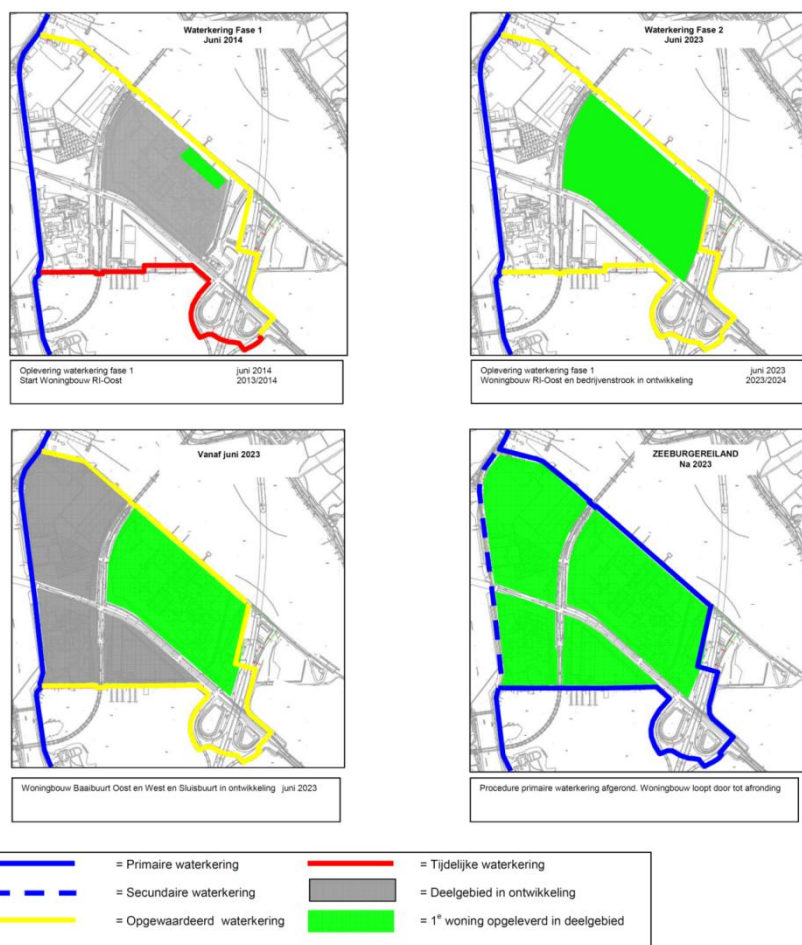 Waterkering Fase 1
Juni 2014
Oplevering waterkering fase 1 juni 2014
Start Woningbouw RI-Oost 2013/2014
Waterkering Fase 2
Juni 2023
Oplevering waterkering fase 1 juni 2023
Woningbouw RI-Oost en bedrijvenstrook in ontwikkeling 2023/2024
Vanaf juni 2023
Woningbouw Baaibuurt Oost en West en Sluisbuurt in ontwikkeling juni 2023
ZEEBURGEREILAND
Na 2023
Procedure primaire waterkering afgerond. Woningbouw loopt door tot afronding
= Primaire waterkering
= Tijdelijke waterkering
= Secundaire waterkering
= Deelgebied in ontwikkeling
= Opgewaardeerd waterkering
= 1e woning opgeleverd in deelgebied